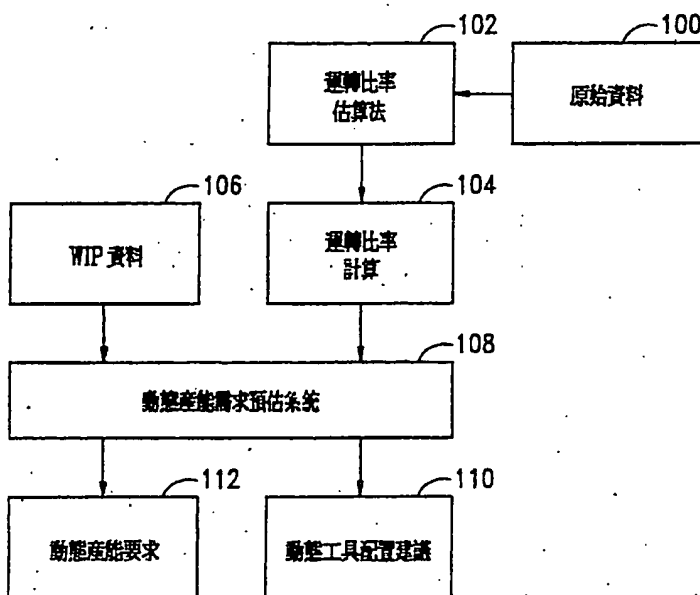 102
100
運轉比率
估算法
原始資料
106
104
WIP 資料
運轉比率
計算
108
動態產能需求預估系統
112
110
動態產能要求
動態工具配置建議